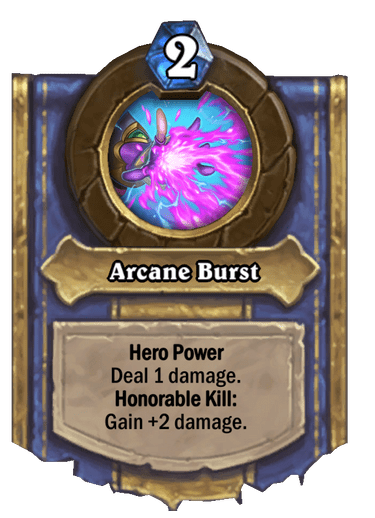 2
Arcane Burst
Hero Power
Deal 1 damage.
Honorable Kill:
Gain +2 damage.